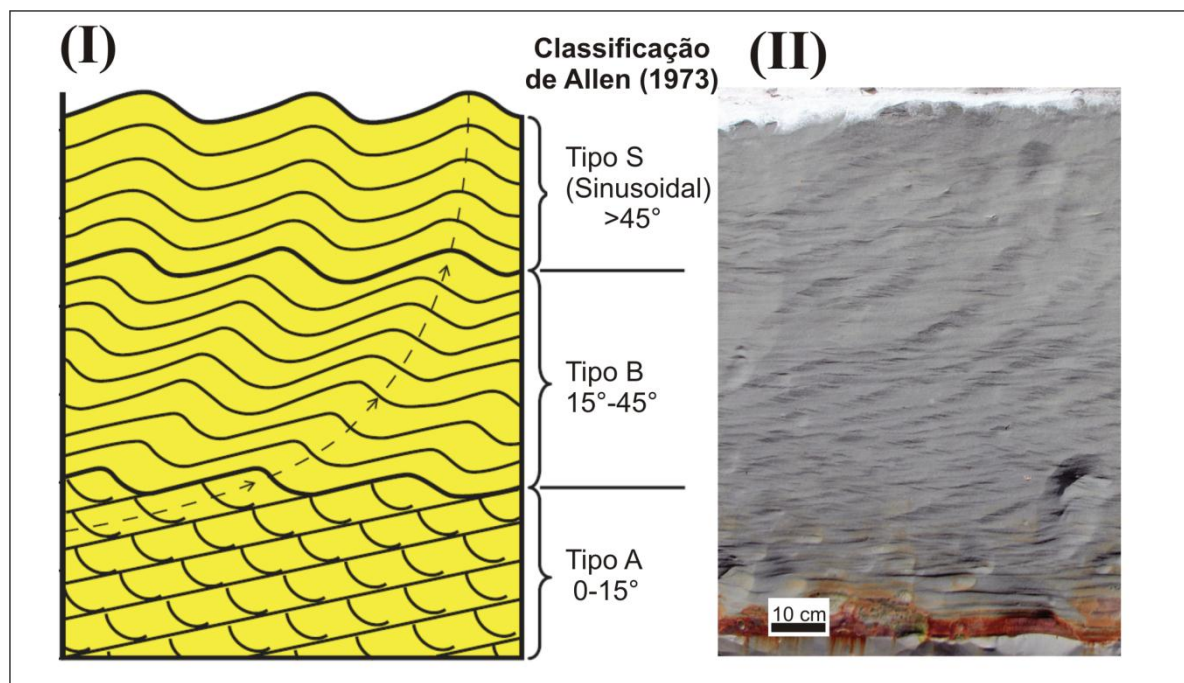 (I)
Classificação
de Allen (1973)
Tipo S
(Sinusoidal)
>45°
Tipo B
15°-45°
Tipo A
0-15°
(II)
10 cm